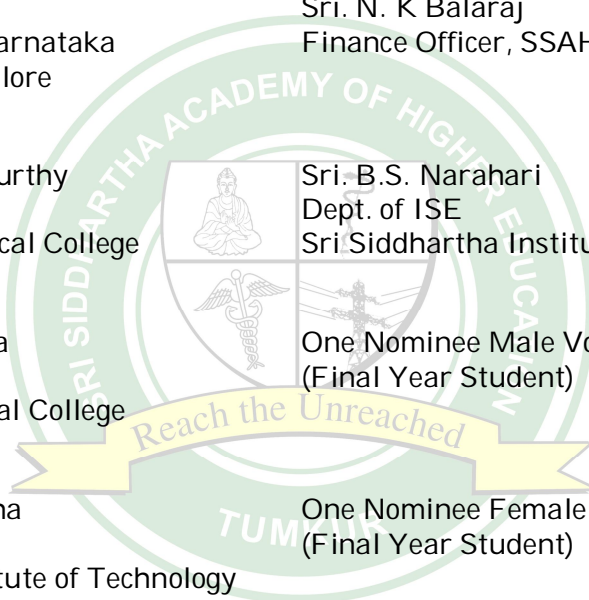 Sri. N. K Balaraj
arnataka
Finance Officer, SSAH
lore
urthy
Sri. B.S. Narahari
Dept. of ISE
cal College
Sri Siddhartha Institu
a
One Nominee Male Vo
(Final Year Student)
al College
na
One Nominee Female
(Final Year Student)
tute of Technology
SRI SIDDHARTHA ACADEMY OF HIGHER EDUCATION
Reach the Unreached
TUMKUR